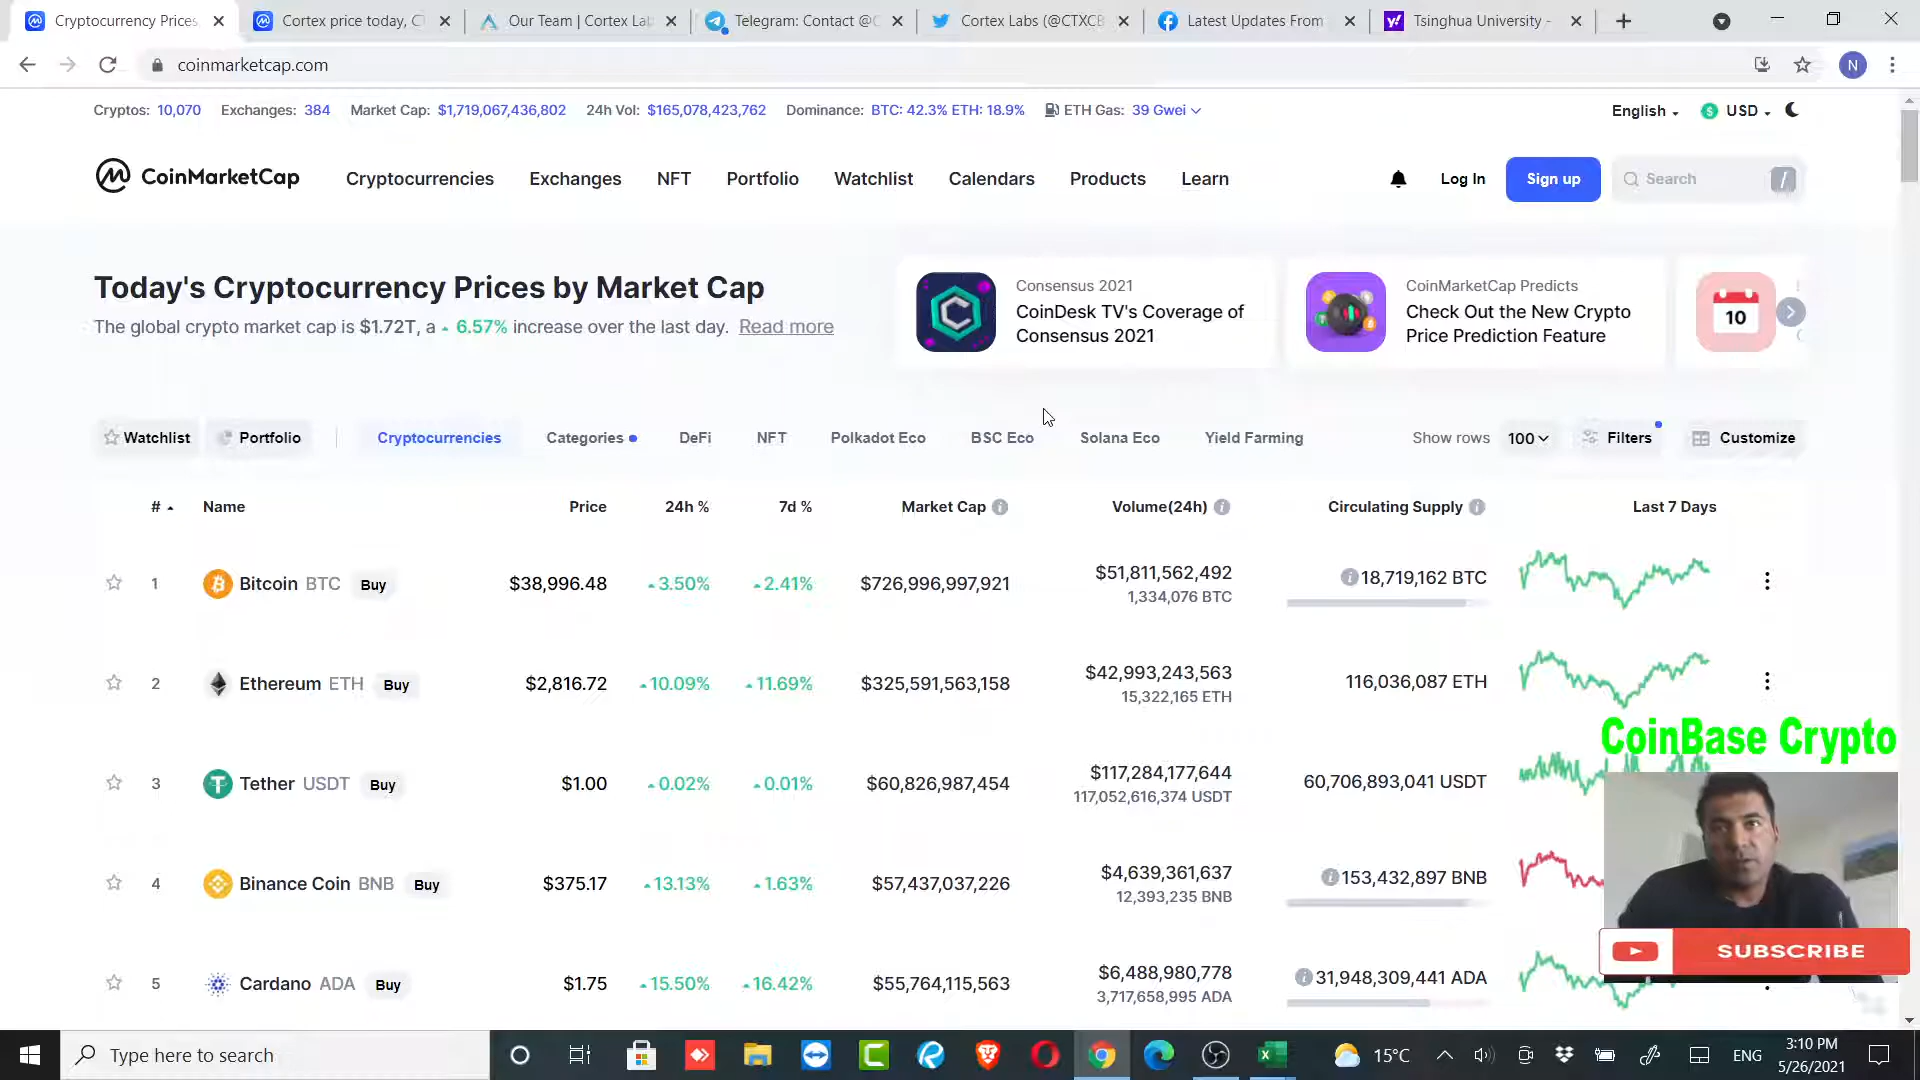 Cryptocurrency Prices,
Cortex price today, CT
Our Team | Cortex Lab
Telegram: Contact @C
Cortex Labs (@CTXCB
Latest Updates From
Tsinghua University -
coinmarketcap.com
N
Cryptos: 10,070 Exchanges: 384 Market Cap: $1,719,067,436,802 24h Vol: $165,078,423,762 Dominance: BTC: 42.3% ETH: 18.9% ETH Gas: 39 Gwei
English
USD
CoinMarketCap
Cryptocurrencies Exchanges NFT Portfolio Watchlist Calendars Products Learn
Log In
Sign up
Search /
Today's Cryptocurrency Prices by Market Cap
The global crypto market cap is $1.72T, a 6.57% increase over the last day. Read more
Consensus 2021
CoinDesk TV's Coverage of
Consensus 2021
CoinMarketCap Predicts
Check Out the New Crypto
Price Prediction Feature
10
Watchlist Portfolio Cryptocurrencies Categories DeFi NFT Polkadot Eco BSC Eco Solana Eco Yield Farming Show rows 100 Filters Customize
# Name Price 24h % 7d % Market Cap Volume(24h) Circulating Supply Last 7 Days
1 Bitcoin BTC Buy $38,996.48 3.50% 2.41% $726,996,997,921 $51,811,562,492 18,719,162 BTC
1,334,076 BTC
2 Ethereum ETH Buy $2,816.72 10.09% 11.69% $325,591,563,158 $42,993,243,563 116,036,087 ETH
15,322,165 ETH
CoinBase Crypto
3 Tether USDT Buy $1.00 0.02% 0.01% $60,826,987,454 $117,284,177,644 60,706,893,041 USDT
117,052,616,374 USDT
4 Binance Coin BNB Buy $375.17 13.13% 1.63% $57,437,037,226 $4,639,361,637 153,432,897 BNB
12,393,235 BNB
SUBSCRIBE
5 Cardano ADA Buy $1.75 15.50% 16.42% $55,764,115,563 $6,488,980,778 31,948,309,441 ADA
3,717,658,995 ADA
Type here to search
15°C
ENG
3:10 PM
5/26/2021